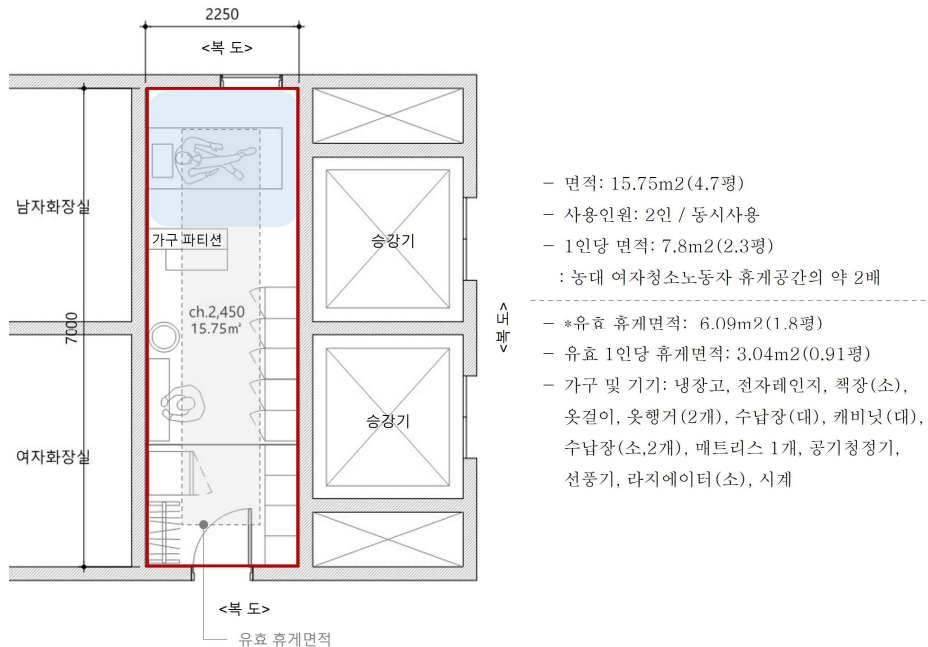 2250
<복 도>
남자화장실
가구 파티션
승강기
ch.2,450
15.75㎡
7000
<복 도>
승강기
여자화장실
<복 도>
유효 휴게면적
- 면적: 15.75m2(4.7평)
- 사용인원: 2인 / 동시사용
- 1인당 면적: 7.8m2(2.3평)
: 농대 여자청소노동자 휴게공간의 약 2배
- *유효 휴게면적: 6.09m2(1.8평)
- 유효 1인당 휴게면적: 3.04m2(0.91평)
- 가구 및 기기: 냉장고, 전자레인지, 책장(소),
옷걸이, 옷행거(2개), 수납장(대), 캐비닛(대),
수납장(소,2개), 매트리스 1개, 공기청정기,
선풍기, 라지에이터(소), 시계